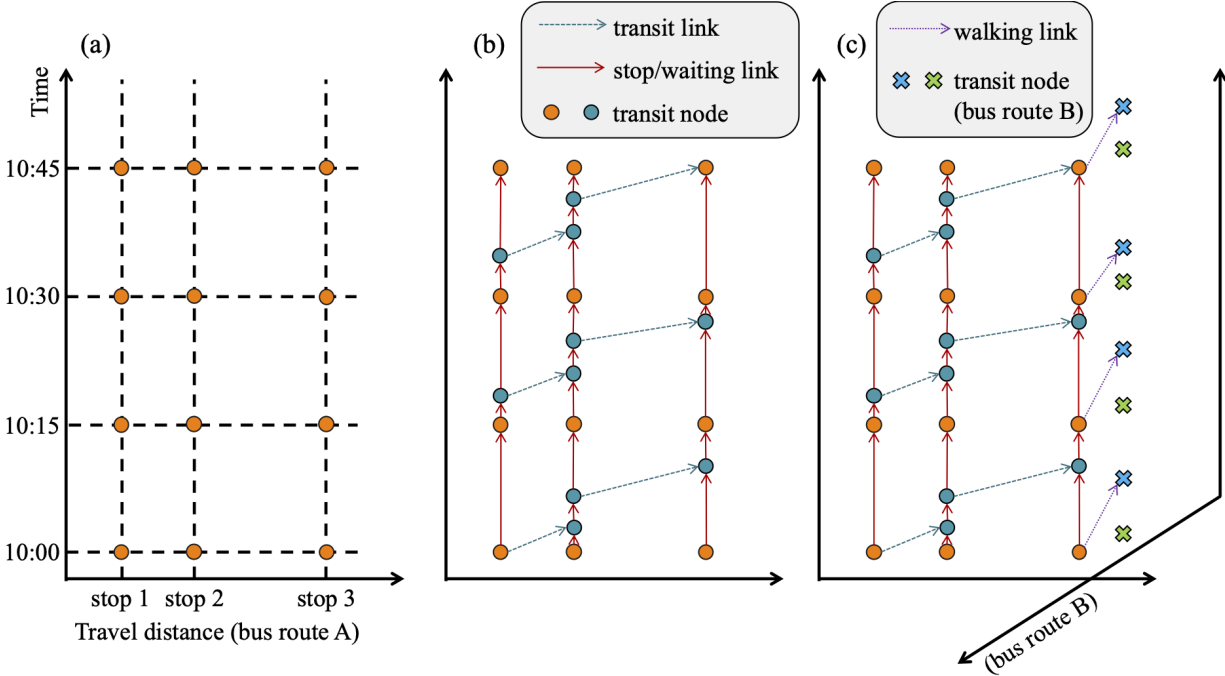 (a)
Time
10:45
10:30
10:15
10:00
stop 1 stop 2 stop 3
Travel distance (bus route A)
(b)
transit link
stop/waiting link
transit node
(c)
walking link
transit node
(bus route B)
(bus route B)